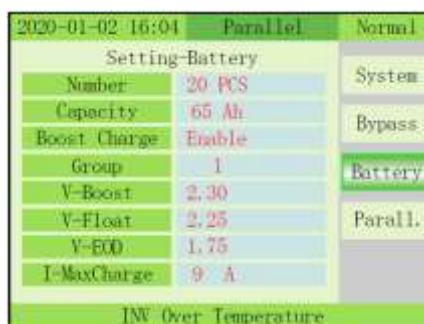 2020-01-02 16:04 Parallel Normal
Setting-Battery
Number 20 PCS
Capacity 65 Ah
Boost Charge Enable
Group 1
V-Boost 2.30
V-Float 2.25
V-EOD 1.75
I-MaxCharge 9 A
System
Bypass
Battery
Parall.
INV Over Temperature